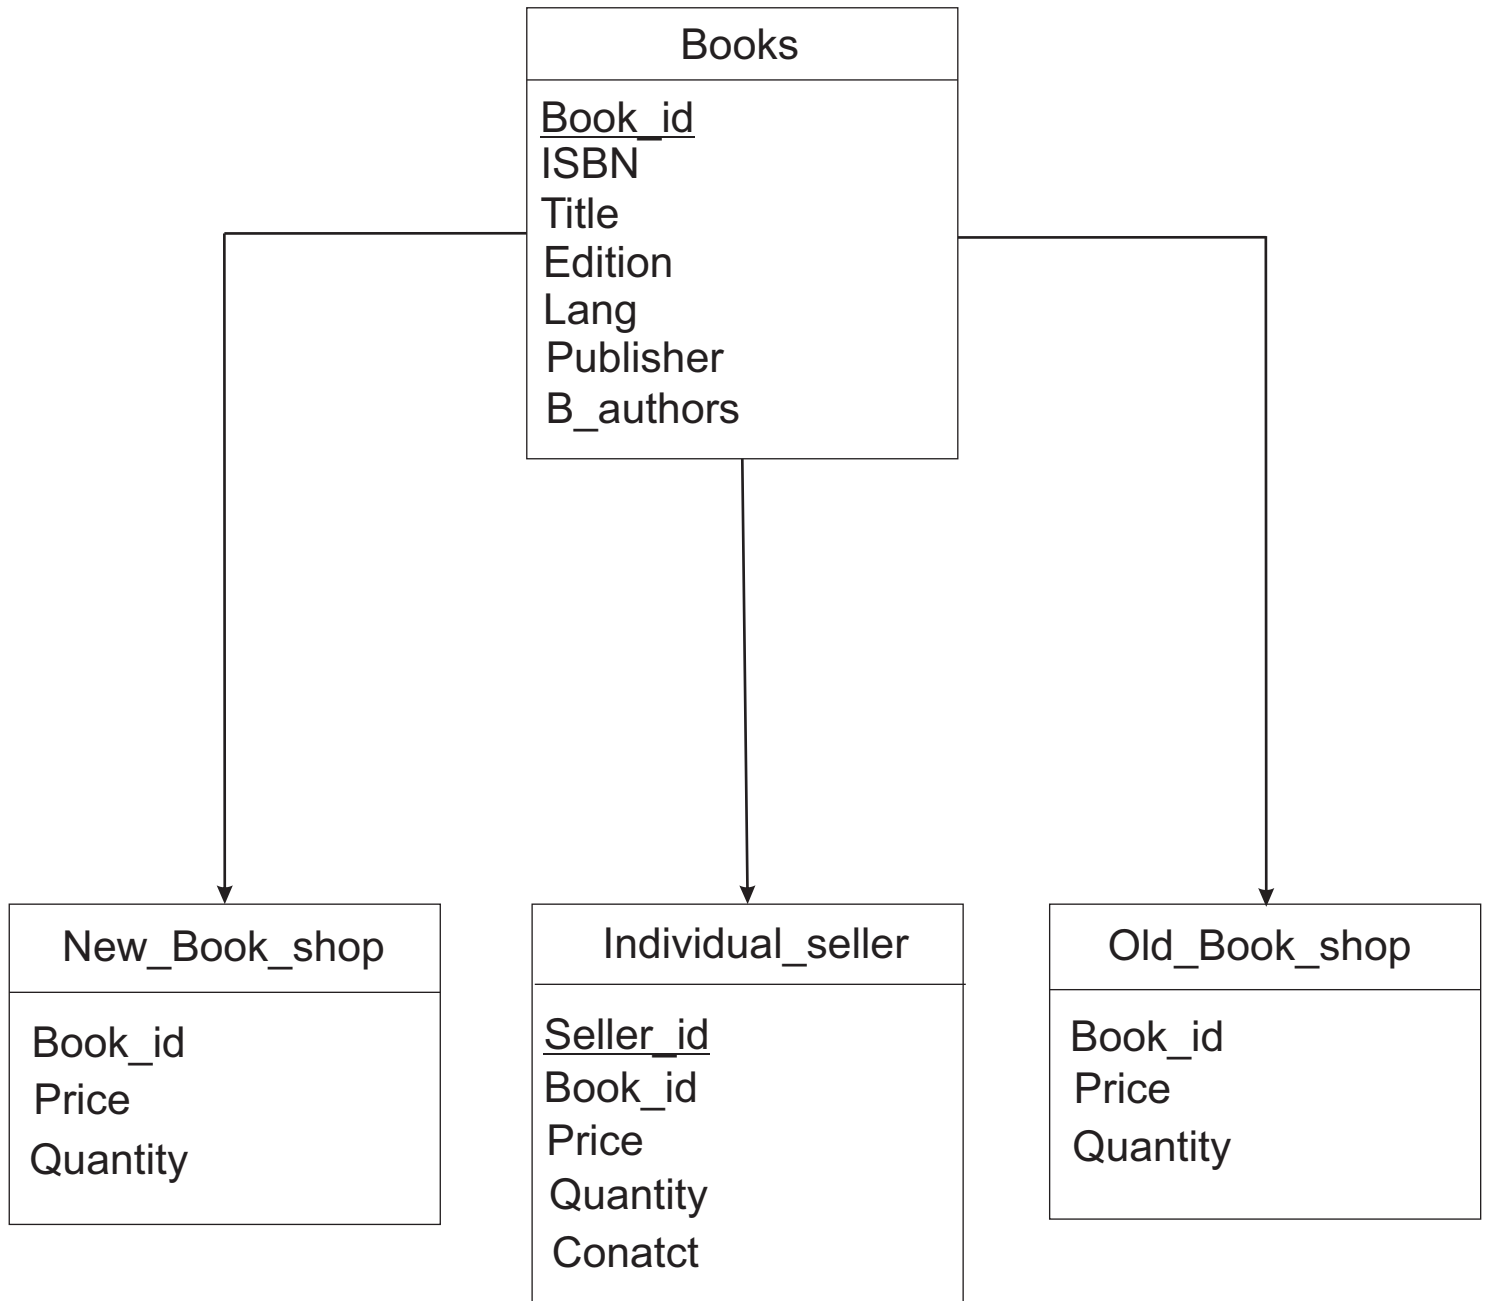 Books
Book_id
ISBN
Title
Edition
Lang
Publisher
B_authors
New_Book_shop
Book_id
Price
Quantity
Individual_seller
Seller_id
Book_id
Price
Quantity
Conatct
Old_Book_shop
Book_id
Price
Quantity